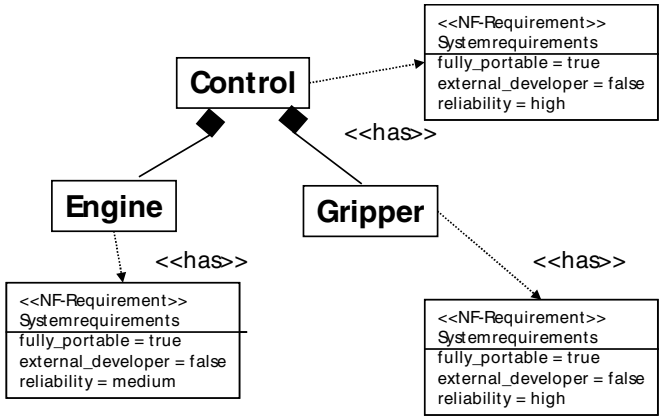 <<NF-Requirement>>
Systemrequirements
fully_portable = true
external_developer = false
reliability = high
Control
<<has>>
Engine
Gripper
<<has>>
<<has>>
<<NF-Requirement>>
Systemrequirements
fully_portable = true
external_developer = false
reliability = medium
<<NF-Requirement>>
Systemrequirements
fully_portable = true
external_developer = false
reliability = high